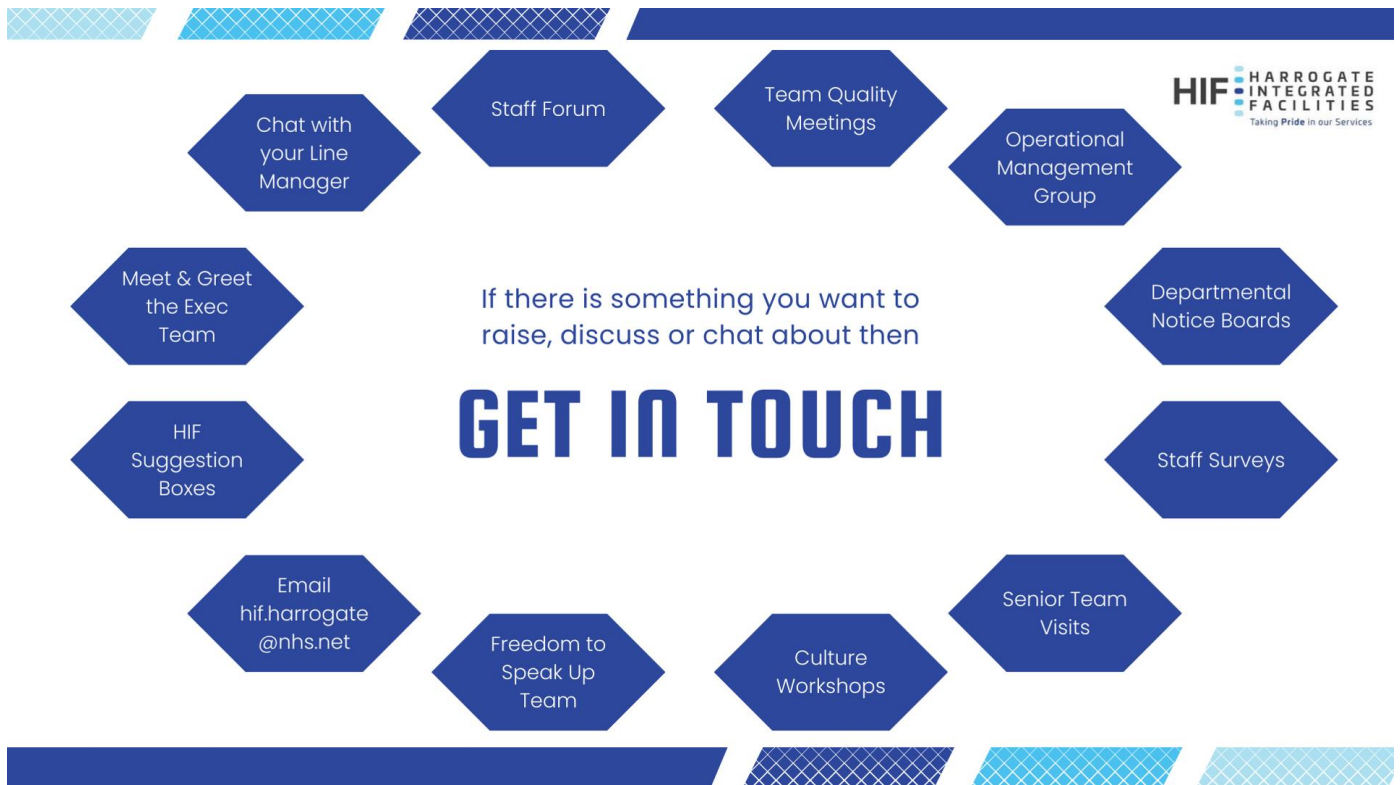 HIF HARROGATE
INTEGRATED
FACILITIES
Taking Pride in our Services
Staff Forum
Team Quality
Meetings
Operational
Management
Group
Departmental
Notice Boards
Staff Surveys
Senior Team
Visits
Culture
Workshops
Freedom to
Speak Up
Team
Email
hif.harrogate
@nhs.net
HIF
Suggestion
Boxes
Meet & Greet
the Exec
Team
Chat with
your Line
Manager
If there is something you want to
raise, discuss or chat about then
GET IN TOUCH